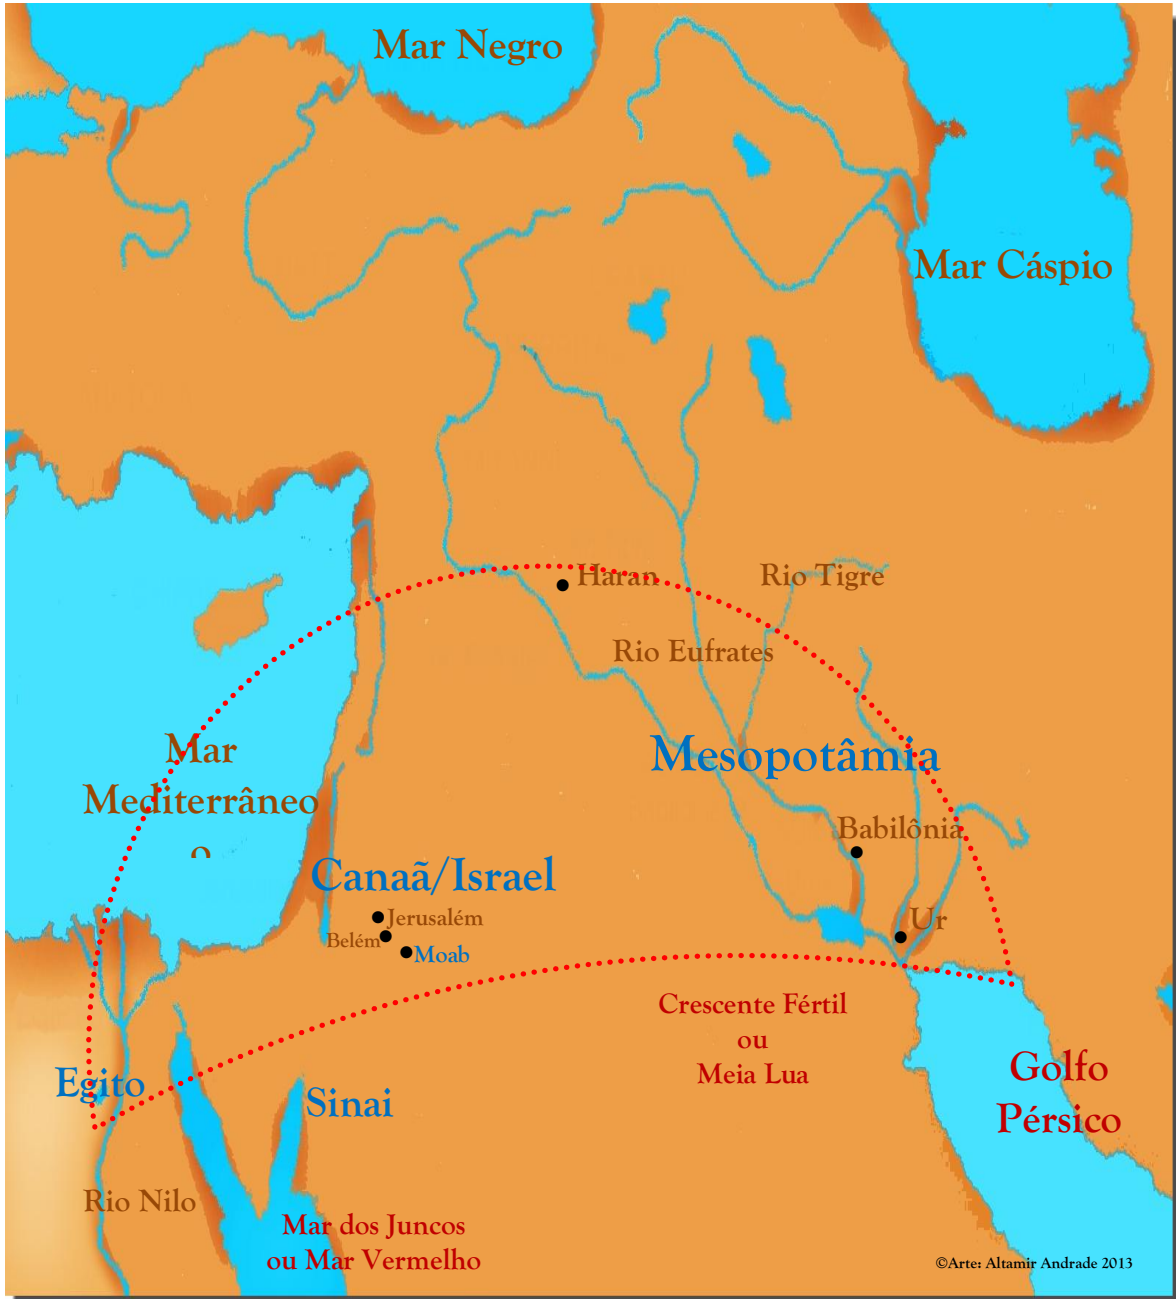 Mar Negro
Mar Cáspio
Haran
Rio Tigre
Rio Eufrates
Mar
Mediterrâneo
o
Mesopotâmia
Babilônia
Canaã/Israel
Jerusalém
Belém
Moab
Ur
Crescente Fértil
ou
Meia Lua
Golfo
Pérsico
Egito
Sinai
Rio Nilo
Mar dos Juncos
ou Mar Vermelho
©Arte: Altamir Andrade 2013